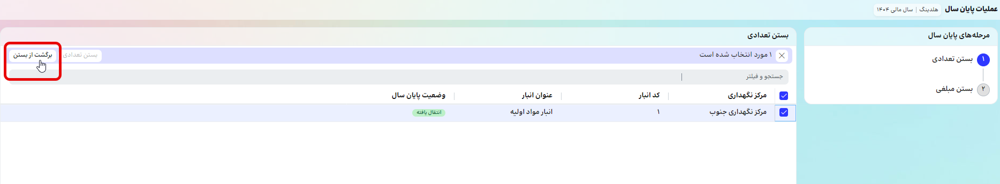 عملیات پایان سال
هلدینگ | سال مالی ۱۴۰۴
مرحله‌های پایان سال
۱ بستن تعدادی
۲ بستن مبلغی
بستن تعدادی
۱ مورد انتخاب شده است
بستن تعدادی
برگشت از بستن
جستجو و فیلتر
مرکز نگهداری کد انبار عنوان انبار وضعیت پایان سال
مرکز نگهداری جنوب ۱ انبار مواد اولیه انتقال یافته